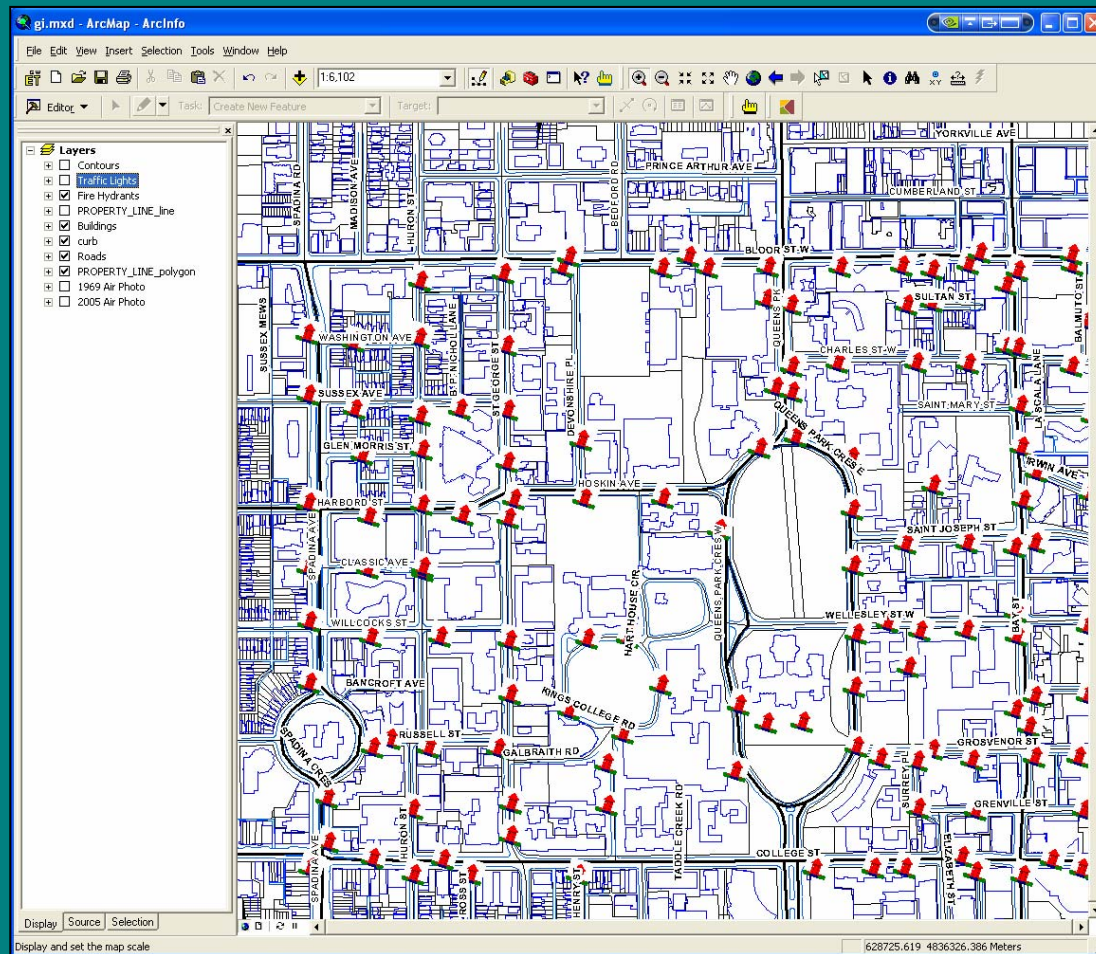 gi.mxd - ArcMap - ArcInfo
File Edit View Insert Selection Tools Window Help
1:6,102
Editor Task: Create New Feature Target:
Layers
Contours
Traffic Lights
Fire Hydrants
PROPERTY_LINE_line
Buildings
curb
Roads
PROPERTY_LINE_polygon
1969 Air Photo
2005 Air Photo
YORKVILLE AVE
PRINCE ARTHUR AVE
CUMBERLAND ST
SPADINA RD
MADISON AVE
HURON ST
BEDFORD RD
BLOOR ST W
SULTAN ST
BALMUTO ST
SUSSEX MEWS
WASHINGTON AVE
B P NICHOL LANE
ST GEORGE ST
DEVONSHIRE PL
QUEENS PK
CHARLES ST W
LA SCALA LANE
SUSSEX AVE
SAINT MARY ST
QUEENS PARK CRES E
GLEN MORRIS ST
IRWIN AVE
HOSKIN AVE
HARBORD ST
SPADINA AVE
SAINT JOSEPH ST
CLASSIC AVE
QUEENS PARK CRES W
HART HOUSE CIR
WILLCOCKS ST
WELLESLEY ST W
BAY ST
BANCROFT AVE
KINGS COLLEGE RD
SPADINA CRES
RUSSELL ST
GALBRAITH RD
GROSVENOR ST
SURREY PL
GRENVILLE ST
TADDLE CREEK RD
HURON ST
SPADINA AVE
COLLEGE ST
ELIZABETH ST
ROSS ST
HENRY ST
Display Source Selection
Display and set the map scale
628725.619 4836326.386 Meters